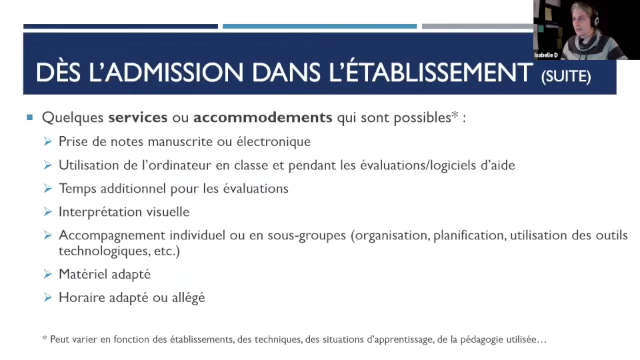 Isabelle D
DÈS L'ADMISSION DANS L'ÉTABLISSEMENT (SUITE)
Quelques services ou accommodements qui sont possibles* :
Prise de notes manuscrite ou électronique
Utilisation de l'ordinateur en classe et pendant les évaluations/logiciels d'aide
Temps additionnel pour les évaluations
Interprétation visuelle
Accompagnement individuel ou en sous-groupes (organisation, planification, utilisation des outils
technologiques, etc.)
Matériel adapté
Horaire adapté ou allégé
* Peut varier en fonction des établissements, des techniques, des situations d'apprentissage, de la pédagogie utilisée...